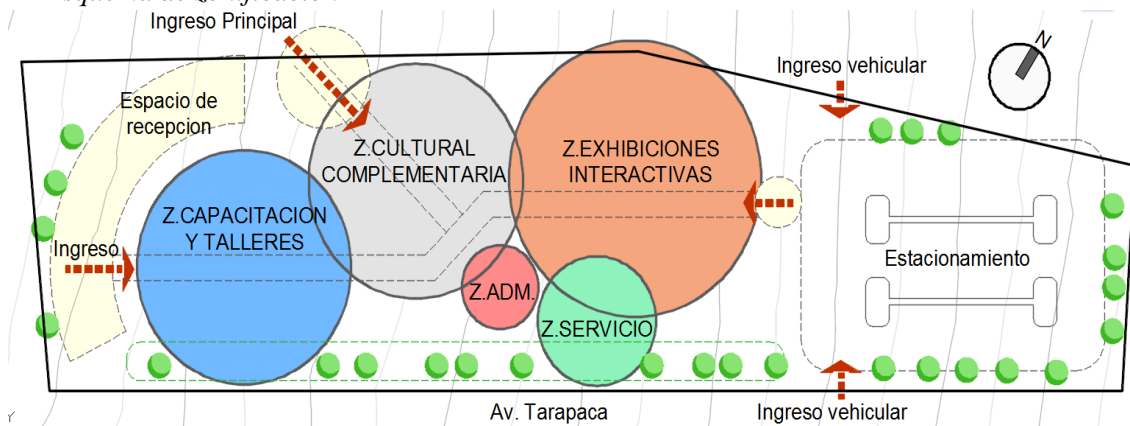 Ingreso Principal
Ingreso vehicular
N
Espacio de
recepcion
Z.CULTURAL
COMPLEMENTARIA
Z.EXHIBICIONES
INTERACTIVAS
Z.CAPACITACION
Y TALLERES
Ingreso
Estacionamiento
Z.ADM.
Z.SERVICIO
Av. Tarapaca
Ingreso vehicular
Y